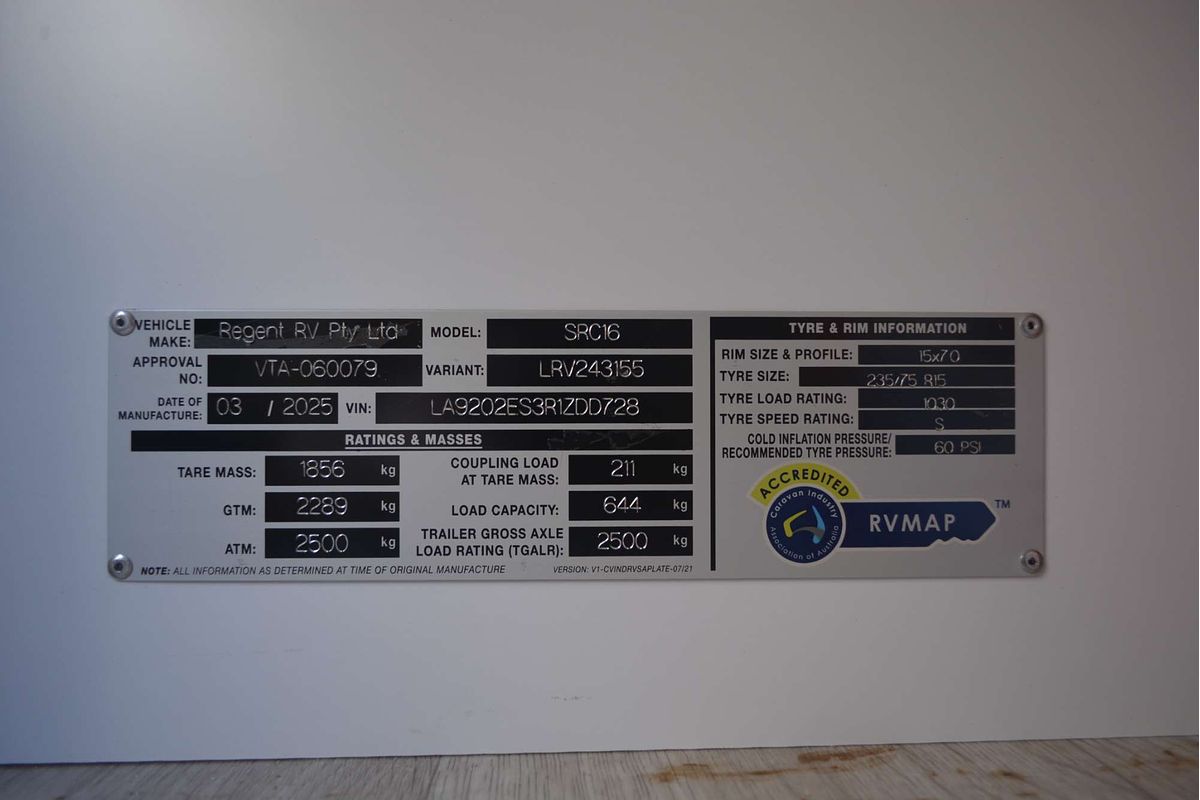 VEHICLE MAKE: Regent RV Pty Ltd MODEL: SRC16
APPROVAL NO: VTA-060079 VARIANT: LRV243155
DATE OF MANUFACTURE: 03 / 2025 VIN: LA9202ES3R1ZDD728
RATINGS & MASSES
TARE MASS: 1856 kg COUPLING LOAD AT TARE MASS: 211 kg
GTM: 2289 kg LOAD CAPACITY: 644 kg
ATM: 2500 kg TRAILER GROSS AXLE LOAD RATING (TGALR): 2500 kg
NOTE: ALL INFORMATION AS DETERMINED AT TIME OF ORIGINAL MANUFACTURE VERSION: V1-CVINDRVSAPLATE-07/21
TYRE & RIM INFORMATION
RIM SIZE & PROFILE: 15x7.0
TYRE SIZE: 235/75 R15
TYRE LOAD RATING: 1030
TYRE SPEED RATING: S
COLD INFLATION PRESSURE/
RECOMMENDED TYRE PRESSURE: 60 PSI
ACCREDITED
Caravan Industry
Association of Australia
RVMAP TM